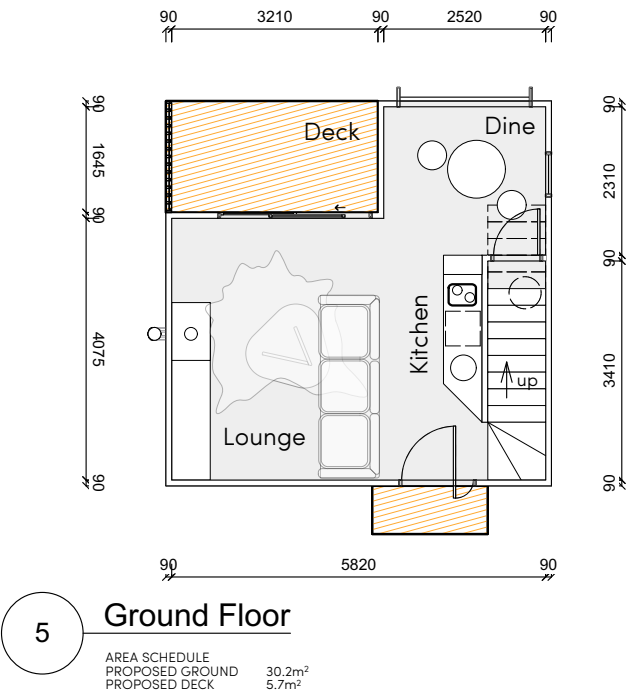 90 3210 90 2520 90
Deck
Dine
90
1645
90
4075
90
90
2310
90
3410
90
←
Kitchen
up
Lounge
90 5820 90
5 Ground Floor
AREA SCHEDULE
PROPOSED GROUND 30.2m²
PROPOSED DECK 5.7m²